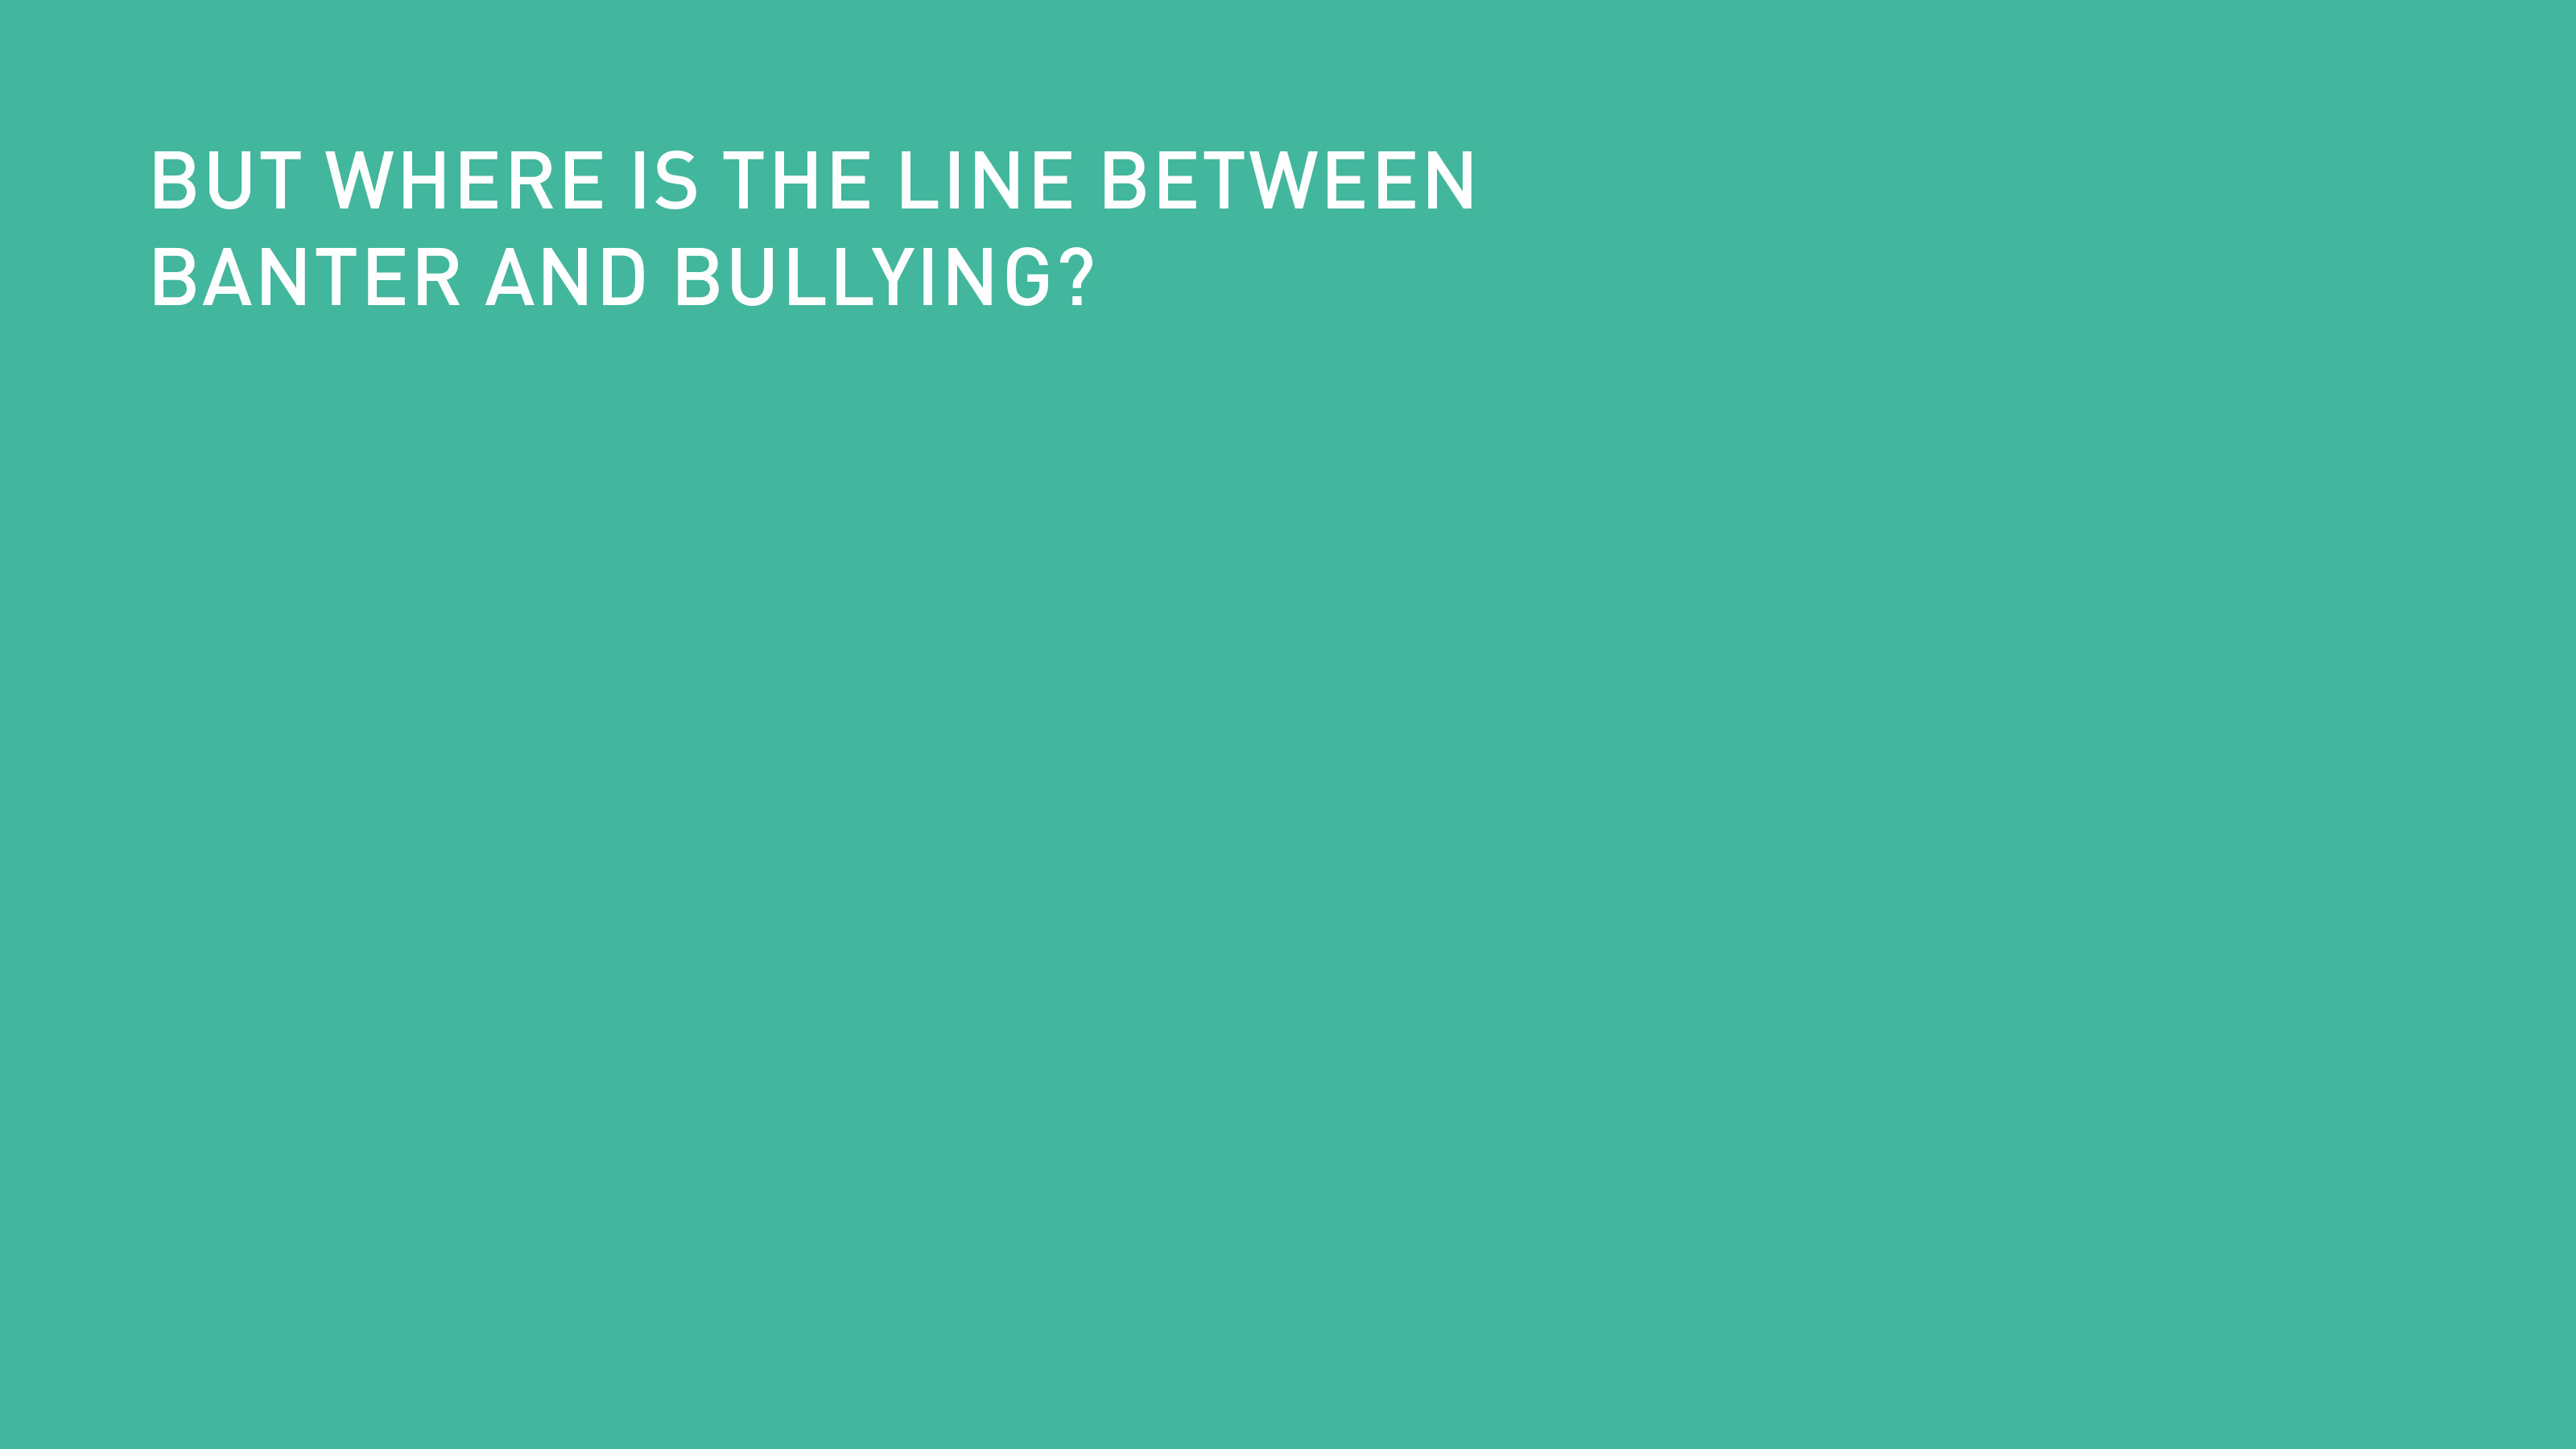 BUT WHERE IS THE LINE BETWEEN
BANTER AND BULLYING?